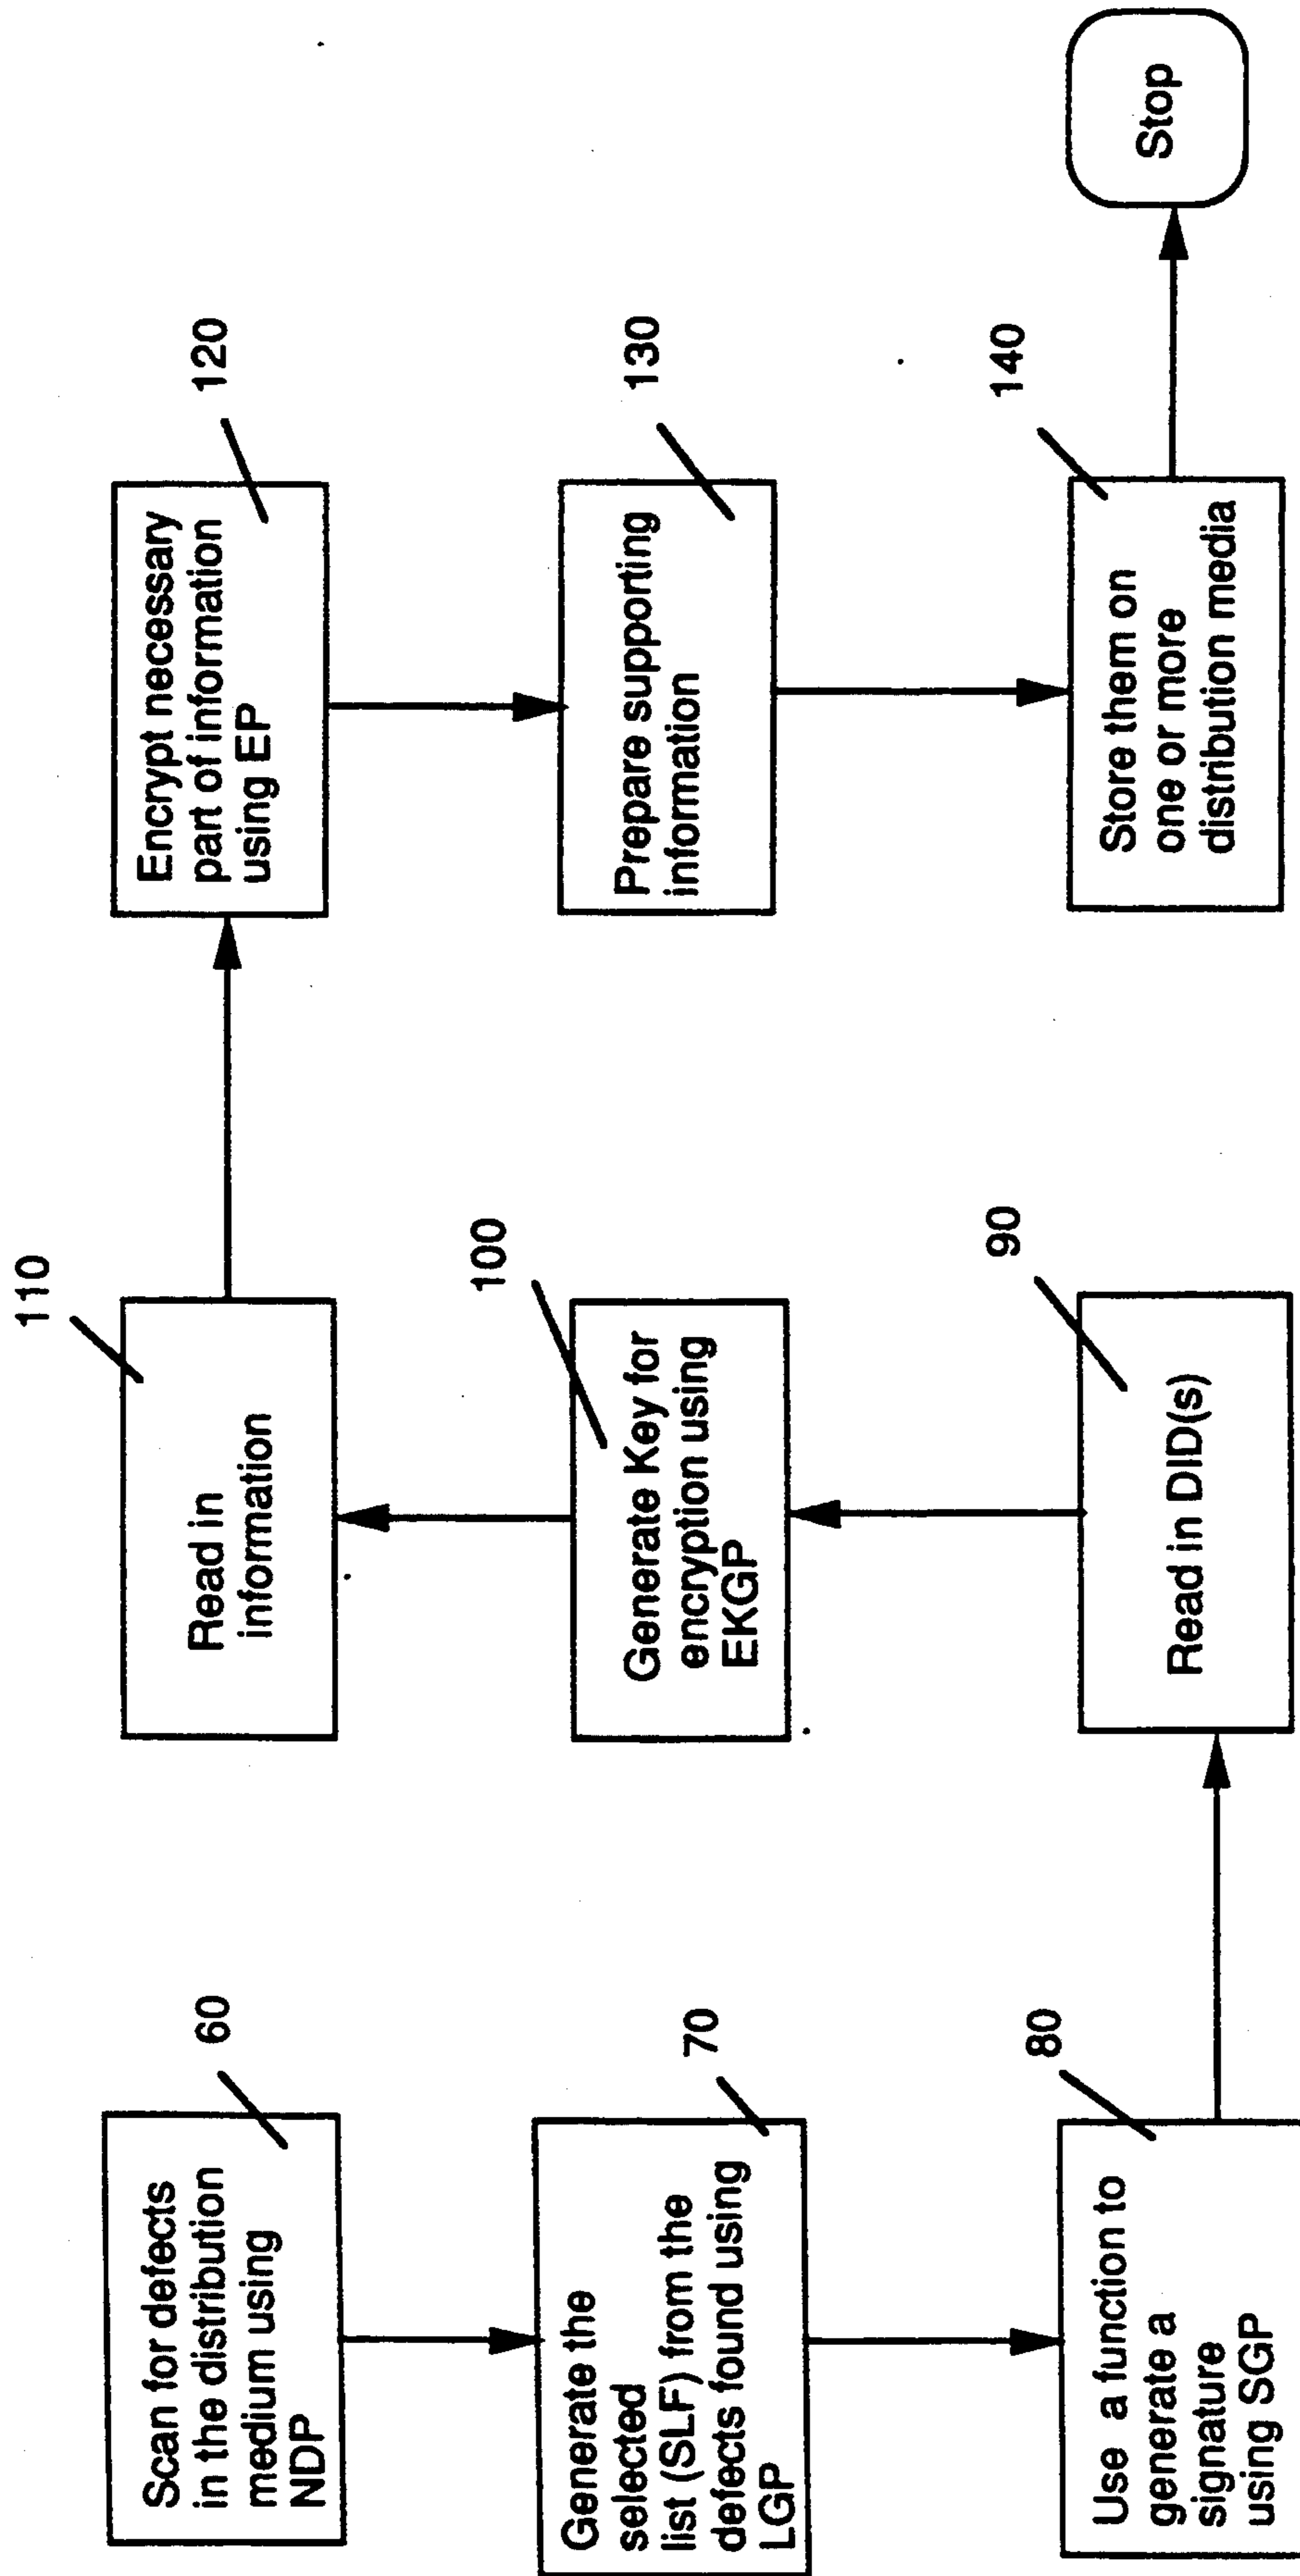 60
Scan for defects
in the distribution
medium using
NDP
70
Generate the
selected
list (SLF) from the
defects found using
LGP
80
Use a function to
generate a
signature
using SGP
90
Read in DID(s)
100
Generate Key for
encryption using
EKGP
110
Read in
information
120
Encrypt necessary
part of information
using EP
130
Prepare supporting
information
140
Store them on
one or more
distribution media
Stop